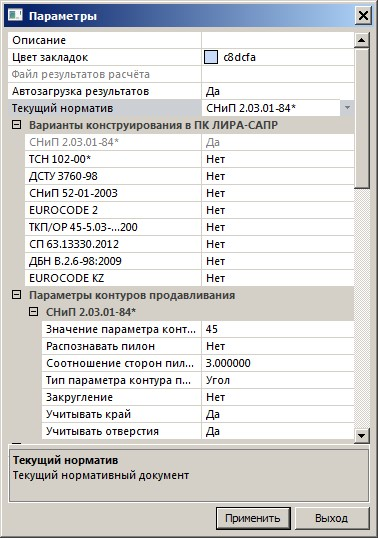 Параметры
Описание
Цвет закладок c8dcfa
Файл результатов расчёта
Автозагрузка результатов Да
Текущий норматив СНиП 2.03.01-84*
Варианты конструирования в ПК ЛИРА-САПР
СНиП 2.03.01-84* Да
ТСН 102-00* Нет
ДСТУ 3760-98 Нет
СНиП 52-01-2003 Нет
EUROCODE 2 Нет
ТКП/ОР 45-5.03-...200 Нет
СП 63.13330.2012 Нет
ДБН В.2.6-98:2009 Нет
EUROCODE KZ Нет
Параметры контуров продавливания
СНиП 2.03.01-84*
Значение параметра конт... 45
Распознавать пилон Нет
Соотношение сторон пил... 3.000000
Тип параметра контура п... Угол
Закругление Нет
Учитывать край Да
Учитывать отверстия Да
Текущий норматив
Текущий нормативный документ
Применить Выход